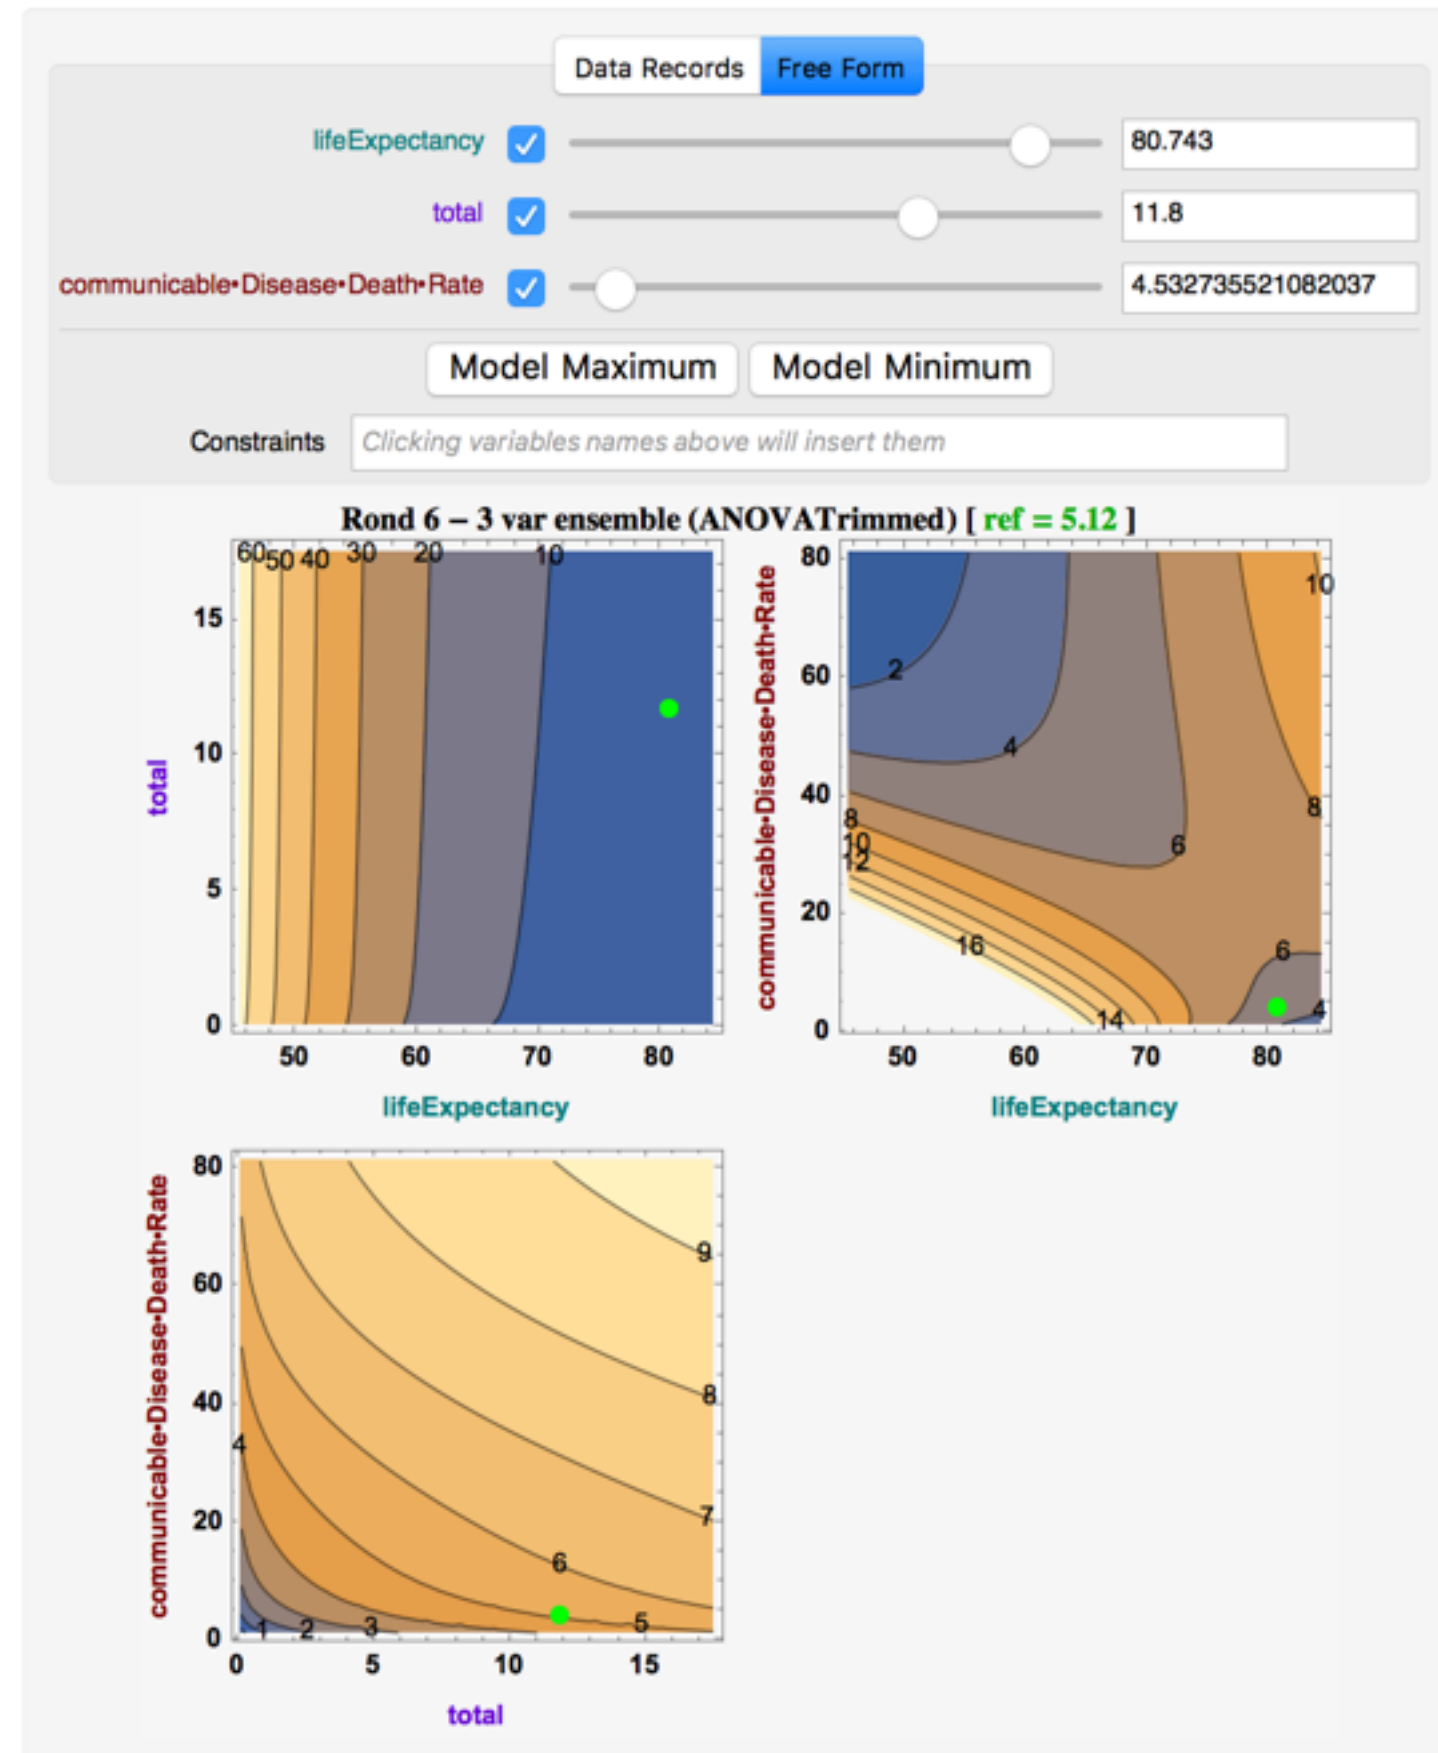 Data Records Free Form
lifeExpectancy 80.743
total 11.8
communicable•Disease•Death•Rate 4.532735521082037
Model Maximum Model Minimum
Constraints Clicking variables names above will insert them
Rond 6 – 3 var ensemble (ANOVATrimmed) [ ref = 5.12 ]
60 50 40 30 20 10
15
10
5
0
50 60 70 80
total
lifeExpectancy
80
60
40
20
0
50 60 70 80
10
2
4
8
8
10
12
6
16
6
14
4
communicable•Disease•Death•Rate
lifeExpectancy
80
60
40
20
0
0 5 10 15
9
8
4
7
6
1 2 3 5
communicable•Disease•Death•Rate
total